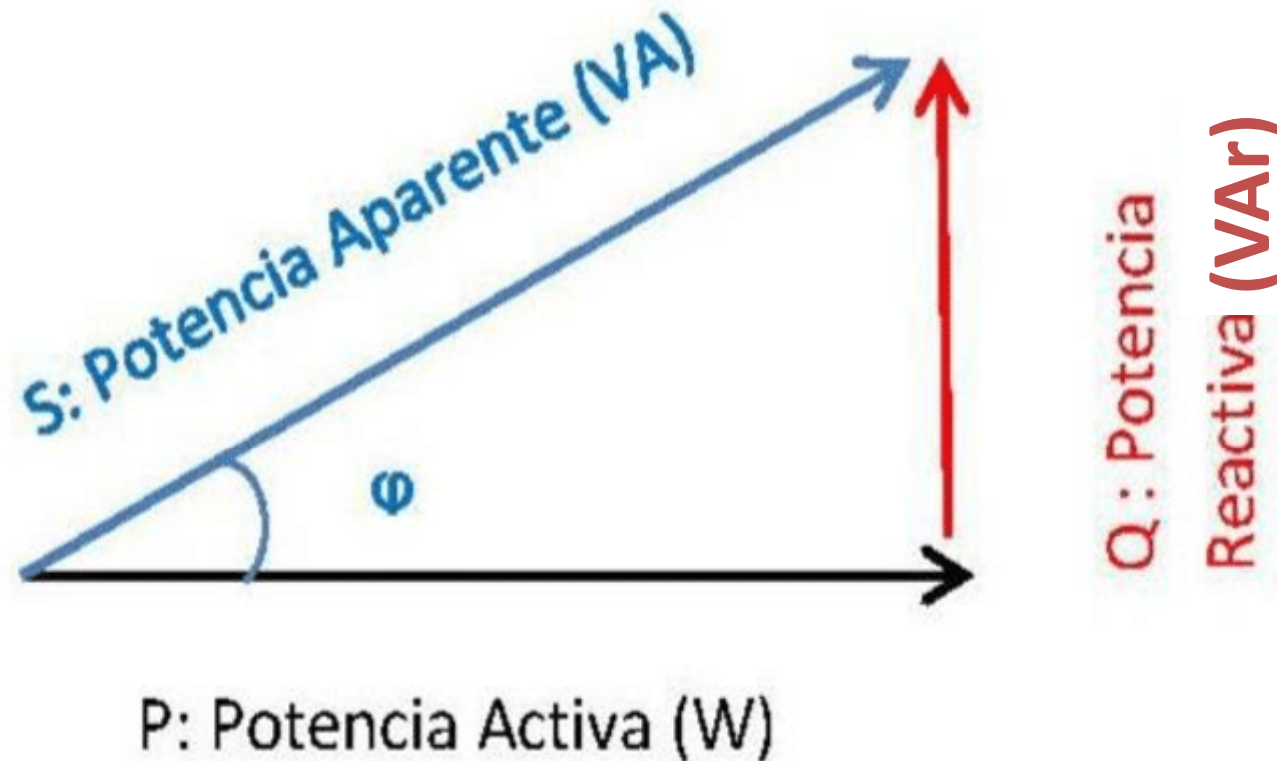 S: Potencia Aparente (VA)
φ
Q : Potencia
Reactiva (VAr)
P: Potencia Activa (W)